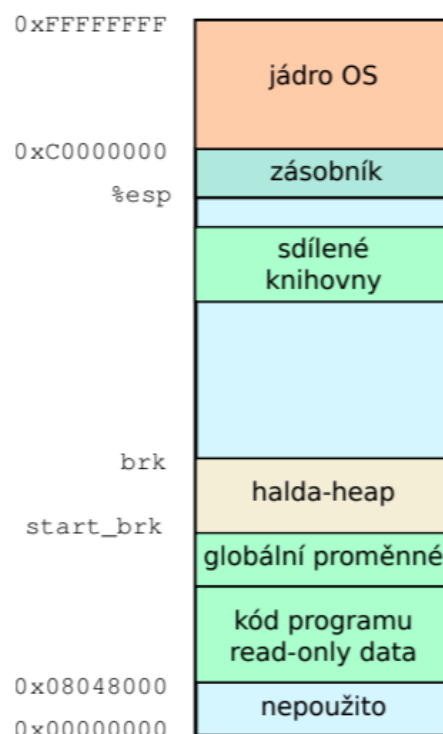 0xFFFFFFFF
jádro OS
0xC0000000
zásobník
%esp
sdílené
knihovny
brk
halda-heap
start_brk
globální proměnné
kód programu
read-only data
0x08048000
nepoužito
0x00000000